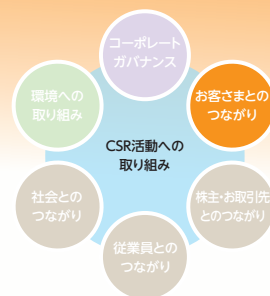 コーポレート
ガバナンス
環境への
取り組み
お客さまとの
つながり
CSR活動への
取り組み
社会との
つながり
株主・お取引先
とのつながり
従業員との
つながり